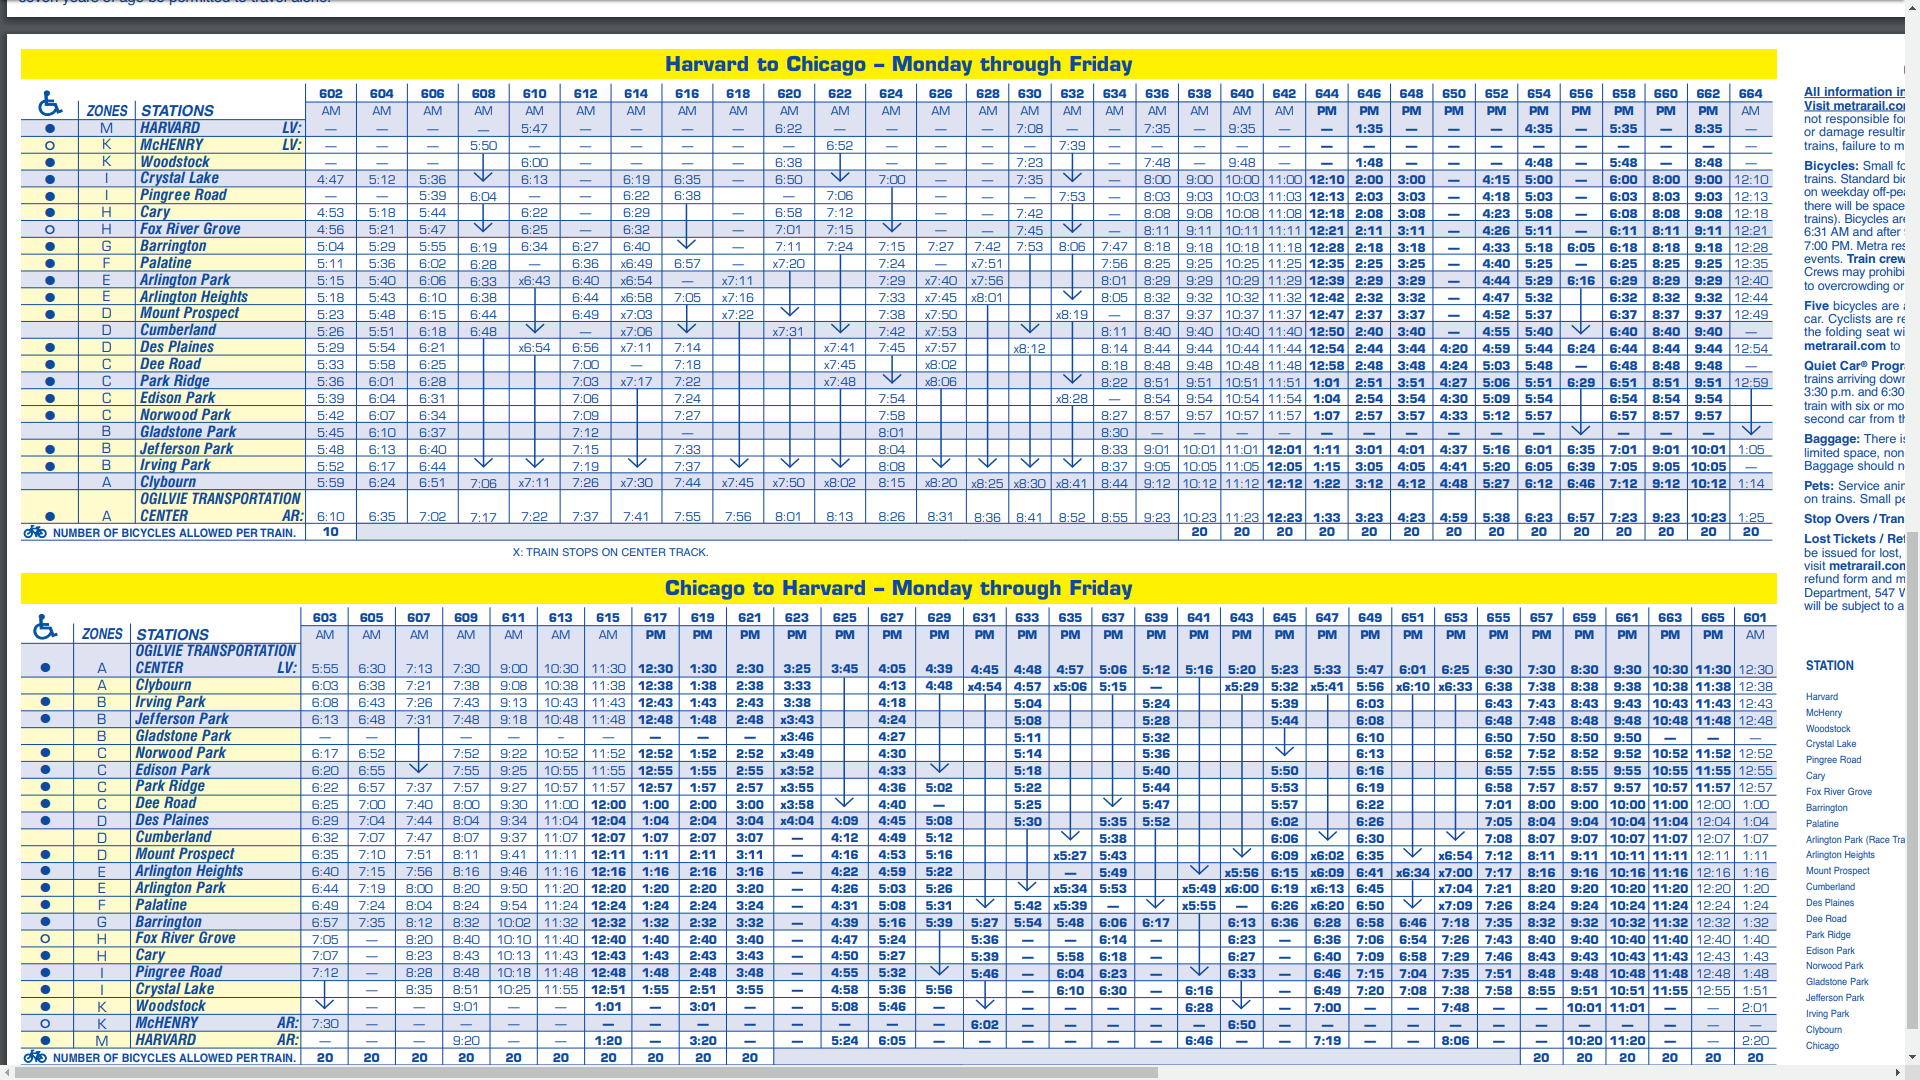 seven years of age be permitted to travel alone.
Harvard to Chicago – Monday through Friday
602 604 606 608 610 612 614 616 618 620 622 624 626 628 630 632 634 636 638 640 642 644 646 648 650 652 654 656 658 660 662 664
ZONES STATIONS AM AM AM AM AM AM AM AM AM AM AM AM AM AM AM AM AM AM AM AM AM PM PM PM PM PM PM PM PM PM PM AM
M HARVARD LV: — — — — 5:47 — — — — 6:22 — — — — 7:08 — — 7:35 — 9:35 — — 1:35 — — — 4:35 — 5:35 — 8:35 —
K McHENRY LV: — — — 5:50 — — — — — — 6:52 — — — — 7:39 — — — — — — — — — — — — — — — —
K Woodstock — — — 6:00 — — — — 6:38 — — — 7:23 — 7:48 — 9:48 — — 1:48 — — — 4:48 — 5:48 — 8:48 —
I Crystal Lake 4:47 5:12 5:36 6:13 — 6:19 6:35 — 6:50 7:00 — — 7:35 — 8:00 9:00 10:00 11:00 12:10 2:00 3:00 — 4:15 5:00 — 6:00 8:00 9:00 12:10
I Pingree Road — — 5:39 6:04 — — 6:22 6:38 — — 7:06 — — 7:53 — 8:03 9:03 10:03 11:03 12:13 2:03 3:03 — 4:18 5:03 — 6:03 8:03 9:03 12:13
H Cary 4:53 5:18 5:44 6:22 — 6:29 — 6:58 7:12 — — 7:42 — 8:08 9:08 10:08 11:08 12:18 2:08 3:08 — 4:23 5:08 — 6:08 8:08 9:08 12:18
H Fox River Grove 4:56 5:21 5:47 6:25 — 6:32 — 7:01 7:15 — — 7:45 — 8:11 9:11 10:11 11:11 12:21 2:11 3:11 — 4:26 5:11 — 6:11 8:11 9:11 12:21
G Barrington 5:04 5:29 5:55 6:19 6:34 6:27 6:40 — 7:11 7:24 7:15 7:27 7:42 7:53 8:06 7:47 8:18 9:18 10:18 11:18 12:28 2:18 3:18 — 4:33 5:18 6:05 6:18 8:18 9:18 12:28
F Palatine 5:11 5:36 6:02 6:28 — 6:36 x6:49 6:57 — x7:20 7:24 — x7:51 7:56 8:25 9:25 10:25 11:25 12:35 2:25 3:25 — 4:40 5:25 — 6:25 8:25 9:25 12:35
E Arlington Park 5:15 5:40 6:06 6:33 x6:43 6:40 x6:54 — x7:11 7:29 x7:40 x7:56 8:01 8:29 9:29 10:29 11:29 12:39 2:29 3:29 — 4:44 5:29 6:16 6:29 8:29 9:29 12:40
E Arlington Heights 5:18 5:43 6:10 6:38 6:44 x6:58 7:05 x7:16 7:33 x7:45 x8:01 8:05 8:32 9:32 10:32 11:32 12:42 2:32 3:32 — 4:47 5:32 6:32 8:32 9:32 12:44
D Mount Prospect 5:23 5:48 6:15 6:44 6:49 x7:03 x7:22 7:38 x7:50 x8:19 — 8:37 9:37 10:37 11:37 12:47 2:37 3:37 — 4:52 5:37 6:37 8:37 9:37 12:49
D Cumberland 5:26 5:51 6:18 6:48 — x7:06 x7:31 7:42 x7:53 8:11 8:40 9:40 10:40 11:40 12:50 2:40 3:40 — 4:55 5:40 6:40 8:40 9:40 —
D Des Plaines 5:29 5:54 6:21 x6:54 6:56 x7:11 7:14 x7:41 7:45 x7:57 x8:12 8:14 8:44 9:44 10:44 11:44 12:54 2:44 3:44 4:20 4:59 5:44 6:24 6:44 8:44 9:44 12:54
C Dee Road 5:33 5:58 6:25 7:00 — 7:18 x7:45 x8:02 8:18 8:48 9:48 10:48 11:48 12:58 2:48 3:48 4:24 5:03 5:48 — 6:48 8:48 9:48 —
C Park Ridge 5:36 6:01 6:28 7:03 x7:17 7:22 x7:48 x8:06 8:22 8:51 9:51 10:51 11:51 1:01 2:51 3:51 4:27 5:06 5:51 6:29 6:51 8:51 9:51 12:59
C Edison Park 5:39 6:04 6:31 7:06 7:24 7:54 x8:28 — 8:54 9:54 10:54 11:54 1:04 2:54 3:54 4:30 5:09 5:54 6:54 8:54 9:54
C Norwood Park 5:42 6:07 6:34 7:09 7:27 7:58 8:27 8:57 9:57 10:57 11:57 1:07 2:57 3:57 4:33 5:12 5:57 6:57 8:57 9:57
B Gladstone Park 5:45 6:10 6:37 7:12 — 8:01 8:30 — — — — — — — — — — — — —
B Jefferson Park 5:48 6:13 6:40 7:15 7:33 8:04 8:33 9:01 10:01 11:01 12:01 1:11 3:01 4:01 4:37 5:16 6:01 6:35 7:01 9:01 10:01 1:05
B Irving Park 5:52 6:17 6:44 7:19 7:37 8:08 8:37 9:05 10:05 11:05 12:05 1:15 3:05 4:05 4:41 5:20 6:05 6:39 7:05 9:05 10:05 —
A Clybourn 5:59 6:24 6:51 7:06 x7:11 7:26 x7:30 7:44 x7:45 x7:50 x8:02 8:15 x8:20 x8:25 x8:30 x8:41 8:44 9:12 10:12 11:12 12:12 1:22 3:12 4:12 4:48 5:27 6:12 6:46 7:12 9:12 10:12 1:14
OGILVIE TRANSPORTATION
A CENTER AR: 6:10 6:35 7:02 7:17 7:22 7:37 7:41 7:55 7:56 8:01 8:13 8:26 8:31 8:36 8:41 8:52 8:55 9:23 10:23 11:23 12:23 1:33 3:23 4:23 4:59 5:38 6:23 6:57 7:23 9:23 10:23 1:25
NUMBER OF BICYCLES ALLOWED PER TRAIN. 10 20 20 20 20 20 20 20 20 20 20 20 20 20 20
X: TRAIN STOPS ON CENTER TRACK.
Chicago to Harvard – Monday through Friday
603 605 607 609 611 613 615 617 619 621 623 625 627 629 631 633 635 637 639 641 643 645 647 649 651 653 655 657 659 661 663 665 601
ZONES STATIONS AM AM AM AM AM AM AM PM PM PM PM PM PM PM PM PM PM PM PM PM PM PM PM PM PM PM PM PM PM PM PM PM AM
OGILVIE TRANSPORTATION
A CENTER LV: 5:55 6:30 7:13 7:30 9:00 10:30 11:30 12:30 1:30 2:30 3:25 3:45 4:05 4:39 4:45 4:48 4:57 5:06 5:12 5:16 5:20 5:23 5:33 5:47 6:01 6:25 6:30 7:30 8:30 9:30 10:30 11:30 12:30
A Clybourn 6:03 6:38 7:21 7:38 9:08 10:38 11:38 12:38 1:38 2:38 3:33 4:13 4:48 x4:54 4:57 x5:06 5:15 — x5:29 5:32 x5:41 5:56 x6:10 x6:33 6:38 7:38 8:38 9:38 10:38 11:38 12:38
B Irving Park 6:08 6:43 7:26 7:43 9:13 10:43 11:43 12:43 1:43 2:43 3:38 4:18 5:04 5:24 5:39 6:03 6:43 7:43 8:43 9:43 10:43 11:43 12:43
B Jefferson Park 6:13 6:48 7:31 7:48 9:18 10:48 11:48 12:48 1:48 2:48 x3:43 4:24 5:08 5:28 5:44 6:08 6:48 7:48 8:48 9:48 10:48 11:48 12:48
B Gladstone Park — — — — – — — — — x3:46 4:27 5:11 5:32 6:10 6:50 7:50 8:50 9:50 — — —
C Norwood Park 6:17 6:52 7:52 9:22 10:52 11:52 12:52 1:52 2:52 x3:49 4:30 5:14 5:36 6:13 6:52 7:52 8:52 9:52 10:52 11:52 12:52
C Edison Park 6:20 6:55 7:55 9:25 10:55 11:55 12:55 1:55 2:55 x3:52 4:33 5:18 5:40 5:50 6:16 6:55 7:55 8:55 9:55 10:55 11:55 12:55
C Park Ridge 6:22 6:57 7:37 7:57 9:27 10:57 11:57 12:57 1:57 2:57 x3:55 4:36 5:02 5:22 5:44 5:53 6:19 6:58 7:57 8:57 9:57 10:57 11:57 12:57
C Dee Road 6:25 7:00 7:40 8:00 9:30 11:00 12:00 1:00 2:00 3:00 x3:58 4:40 — 5:25 5:47 5:57 6:22 7:01 8:00 9:00 10:00 11:00 12:00 1:00
D Des Plaines 6:29 7:04 7:44 8:04 9:34 11:04 12:04 1:04 2:04 3:04 x4:04 4:09 4:45 5:08 5:30 5:35 5:52 6:02 6:26 7:05 8:04 9:04 10:04 11:04 12:04 1:04
D Cumberland 6:32 7:07 7:47 8:07 9:37 11:07 12:07 1:07 2:07 3:07 — 4:12 4:49 5:12 5:38 6:06 6:30 7:08 8:07 9:07 10:07 11:07 12:07 1:07
D Mount Prospect 6:35 7:10 7:51 8:11 9:41 11:11 12:11 1:11 2:11 3:11 — 4:16 4:53 5:16 x5:27 5:43 6:09 x6:02 6:35 x6:54 7:12 8:11 9:11 10:11 11:11 12:11 1:11
E Arlington Heights 6:40 7:15 7:56 8:16 9:46 11:16 12:16 1:16 2:16 3:16 — 4:22 4:59 5:22 — 5:49 x5:56 6:15 x6:09 6:41 x6:34 x7:00 7:17 8:16 9:16 10:16 11:16 12:16 1:16
E Arlington Park 6:44 7:19 8:00 8:20 9:50 11:20 12:20 1:20 2:20 3:20 — 4:26 5:03 5:26 x5:34 5:53 x5:49 x6:00 6:19 x6:13 6:45 x7:04 7:21 8:20 9:20 10:20 11:20 12:20 1:20
F Palatine 6:49 7:24 8:04 8:24 9:54 11:24 12:24 1:24 2:24 3:24 — 4:31 5:08 5:31 5:42 x5:39 — x5:55 — 6:26 x6:20 6:50 x7:09 7:26 8:24 9:24 10:24 11:24 12:24 1:24
G Barrington 6:57 7:35 8:12 8:32 10:02 11:32 12:32 1:32 2:32 3:32 — 4:39 5:16 5:39 5:27 5:54 5:48 6:06 6:17 6:13 6:36 6:28 6:58 6:46 7:18 7:35 8:32 9:32 10:32 11:32 12:32 1:32
H Fox River Grove 7:05 — 8:20 8:40 10:10 11:40 12:40 1:40 2:40 3:40 — 4:47 5:24 5:36 — — 6:14 — 6:23 — 6:36 7:06 6:54 7:26 7:43 8:40 9:40 10:40 11:40 12:40 1:40
H Cary 7:07 — 8:23 8:43 10:13 11:43 12:43 1:43 2:43 3:43 — 4:50 5:27 5:39 — 5:58 6:18 — 6:27 — 6:40 7:09 6:58 7:29 7:46 8:43 9:43 10:43 11:43 12:43 1:43
I Pingree Road 7:12 — 8:28 8:48 10:18 11:48 12:48 1:48 2:48 3:48 — 4:55 5:32 5:46 — 6:04 6:23 — 6:33 — 6:46 7:15 7:04 7:35 7:51 8:48 9:48 10:48 11:48 12:48 1:48
I Crystal Lake — 8:35 8:51 10:25 11:55 12:51 1:55 2:51 3:55 — 4:58 5:36 5:56 — 6:10 6:30 — 6:16 — 6:49 7:20 7:08 7:38 7:58 8:55 9:51 10:51 11:55 12:55 1:51
K Woodstock — — 9:01 — — 1:01 — 3:01 — — 5:08 5:46 — — — — — 6:28 — 7:00 — — 7:48 — — 10:01 11:01 — — 2:01
K McHENRY AR: 7:30 — — — — — — — — — — — — — 6:02 — — — — — 6:50 — — — — — — — — — — — —
M HARVARD AR: — — — 9:20 — — 1:20 — 3:20 — — 5:24 6:05 — — — — — — 6:46 — — 7:19 — — 8:06 — — 10:20 11:20 — — 2:20
NUMBER OF BICYCLES ALLOWED PER TRAIN. 20 20 20 20 20 20 20 20 20 20 20 20 20 20 20 20
All information in
Visit metrarail.co
not responsible fo
or damage resultin
trains, failure to m
Bicycles: Small fo
trains. Standard bic
on weekday off-pea
there will be space
trains). Bicycles are
6:31 AM and after
7:00 PM. Metra res
events. Train crew
Crews may prohibi
to overcrowding or
Five bicycles are a
car. Cyclists are re
the folding seat wi
metrarail.com to
Quiet Car® Progr
trains arriving down
3:30 p.m. and 6:30
train with six or mo
second car from th
Baggage: There is
limited space, non-
Baggage should n
Pets: Service anim
on trains. Small pe
Stop Overs / Tran
Lost Tickets / Ref
be issued for lost,
visit metrarail.com
refund form and m
Department, 547 W
will be subject to a
STATION
Harvard
McHenry
Woodstock
Crystal Lake
Pingree Road
Cary
Fox River Grove
Barrington
Palatine
Arlington Park (Race Tra
Arlington Heights
Mount Prospect
Cumberland
Des Plaines
Dee Road
Park Ridge
Edison Park
Norwood Park
Gladstone Park
Jefferson Park
Irving Park
Clybourn
Chicago